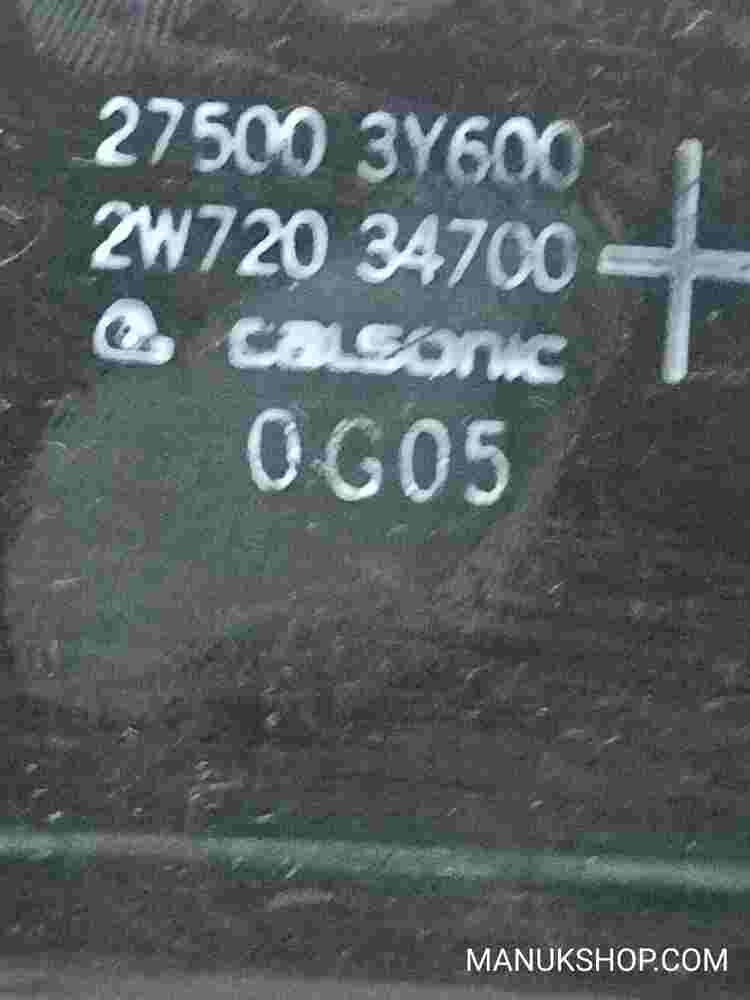 27500 3Y600
2W720 34700
calsonic
0G05
MANUKSHOP.COM